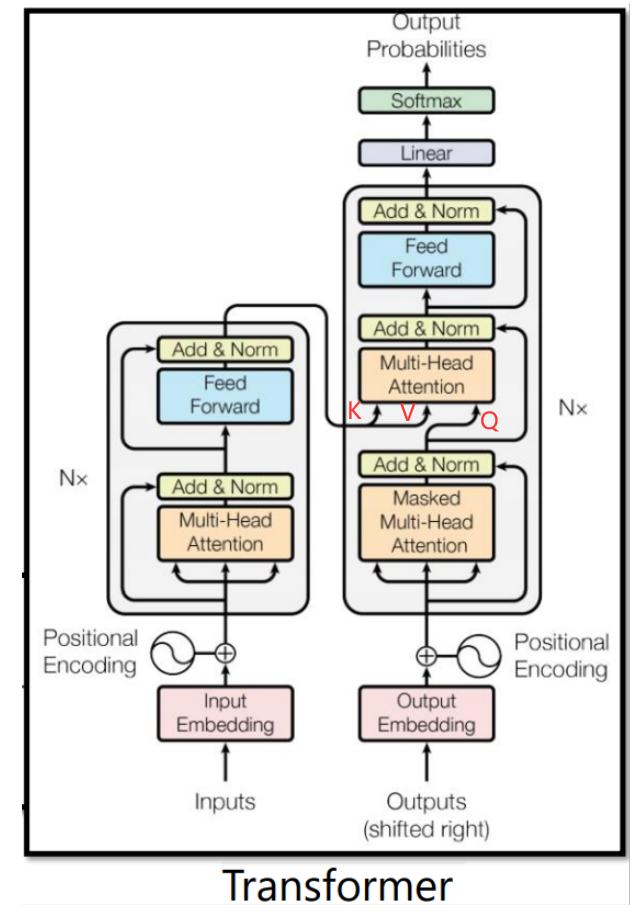 Output
Probabilities
Softmax
Linear
Add & Norm
Feed
Forward
Add & Norm
Multi-Head
Attention
K
V
Q
Nx
Add & Norm
Masked
Multi-Head
Attention
Add & Norm
Feed
Forward
Nx
Add & Norm
Multi-Head
Attention
Positional
Encoding
Positional
Encoding
Input
Embedding
Output
Embedding
Inputs
Outputs
(shifted right)
Transformer